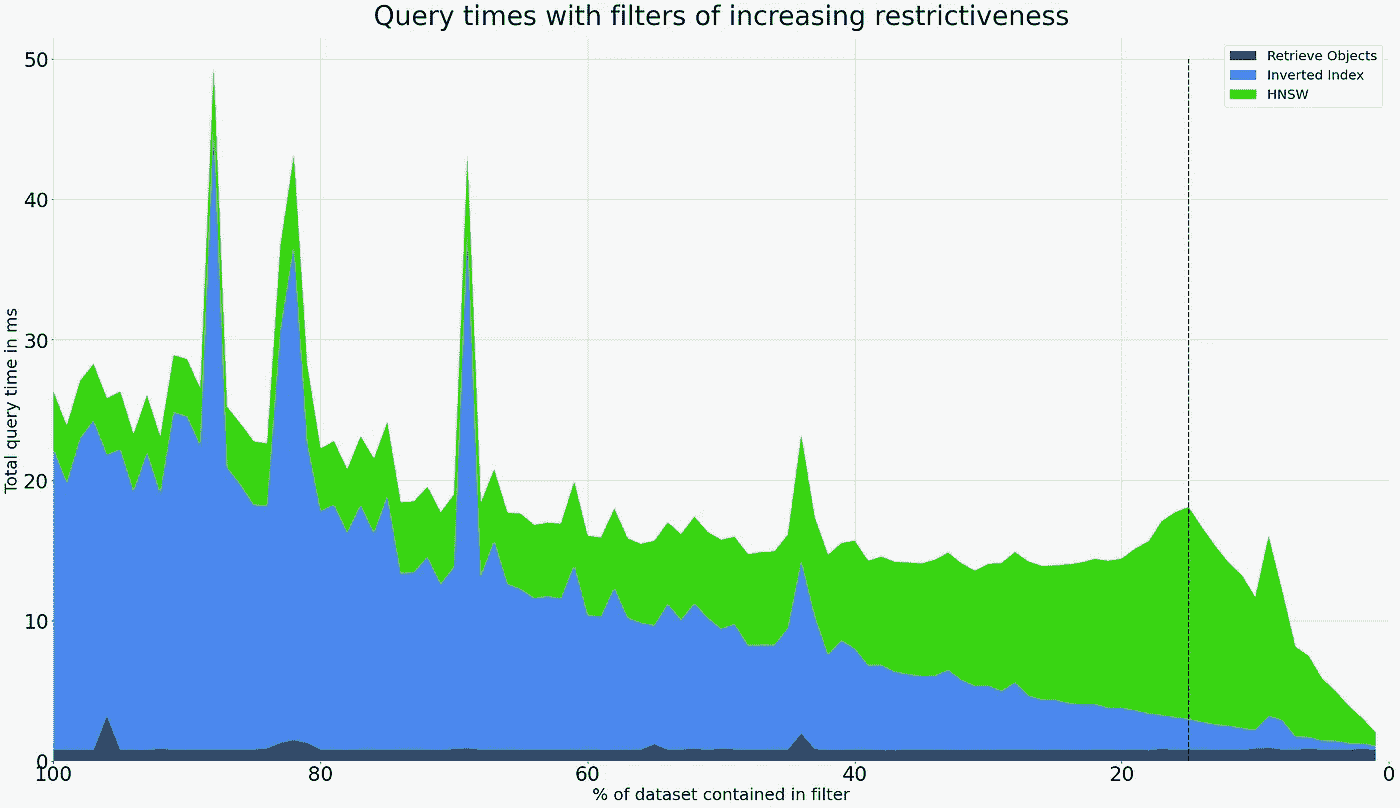 Query times with filters of increasing restrictiveness
Retrieve Objects
Inverted Index
HNSW
Total query time in ms
50
40
30
20
10
0
100
80
60
40
20
0
% of dataset contained in filter